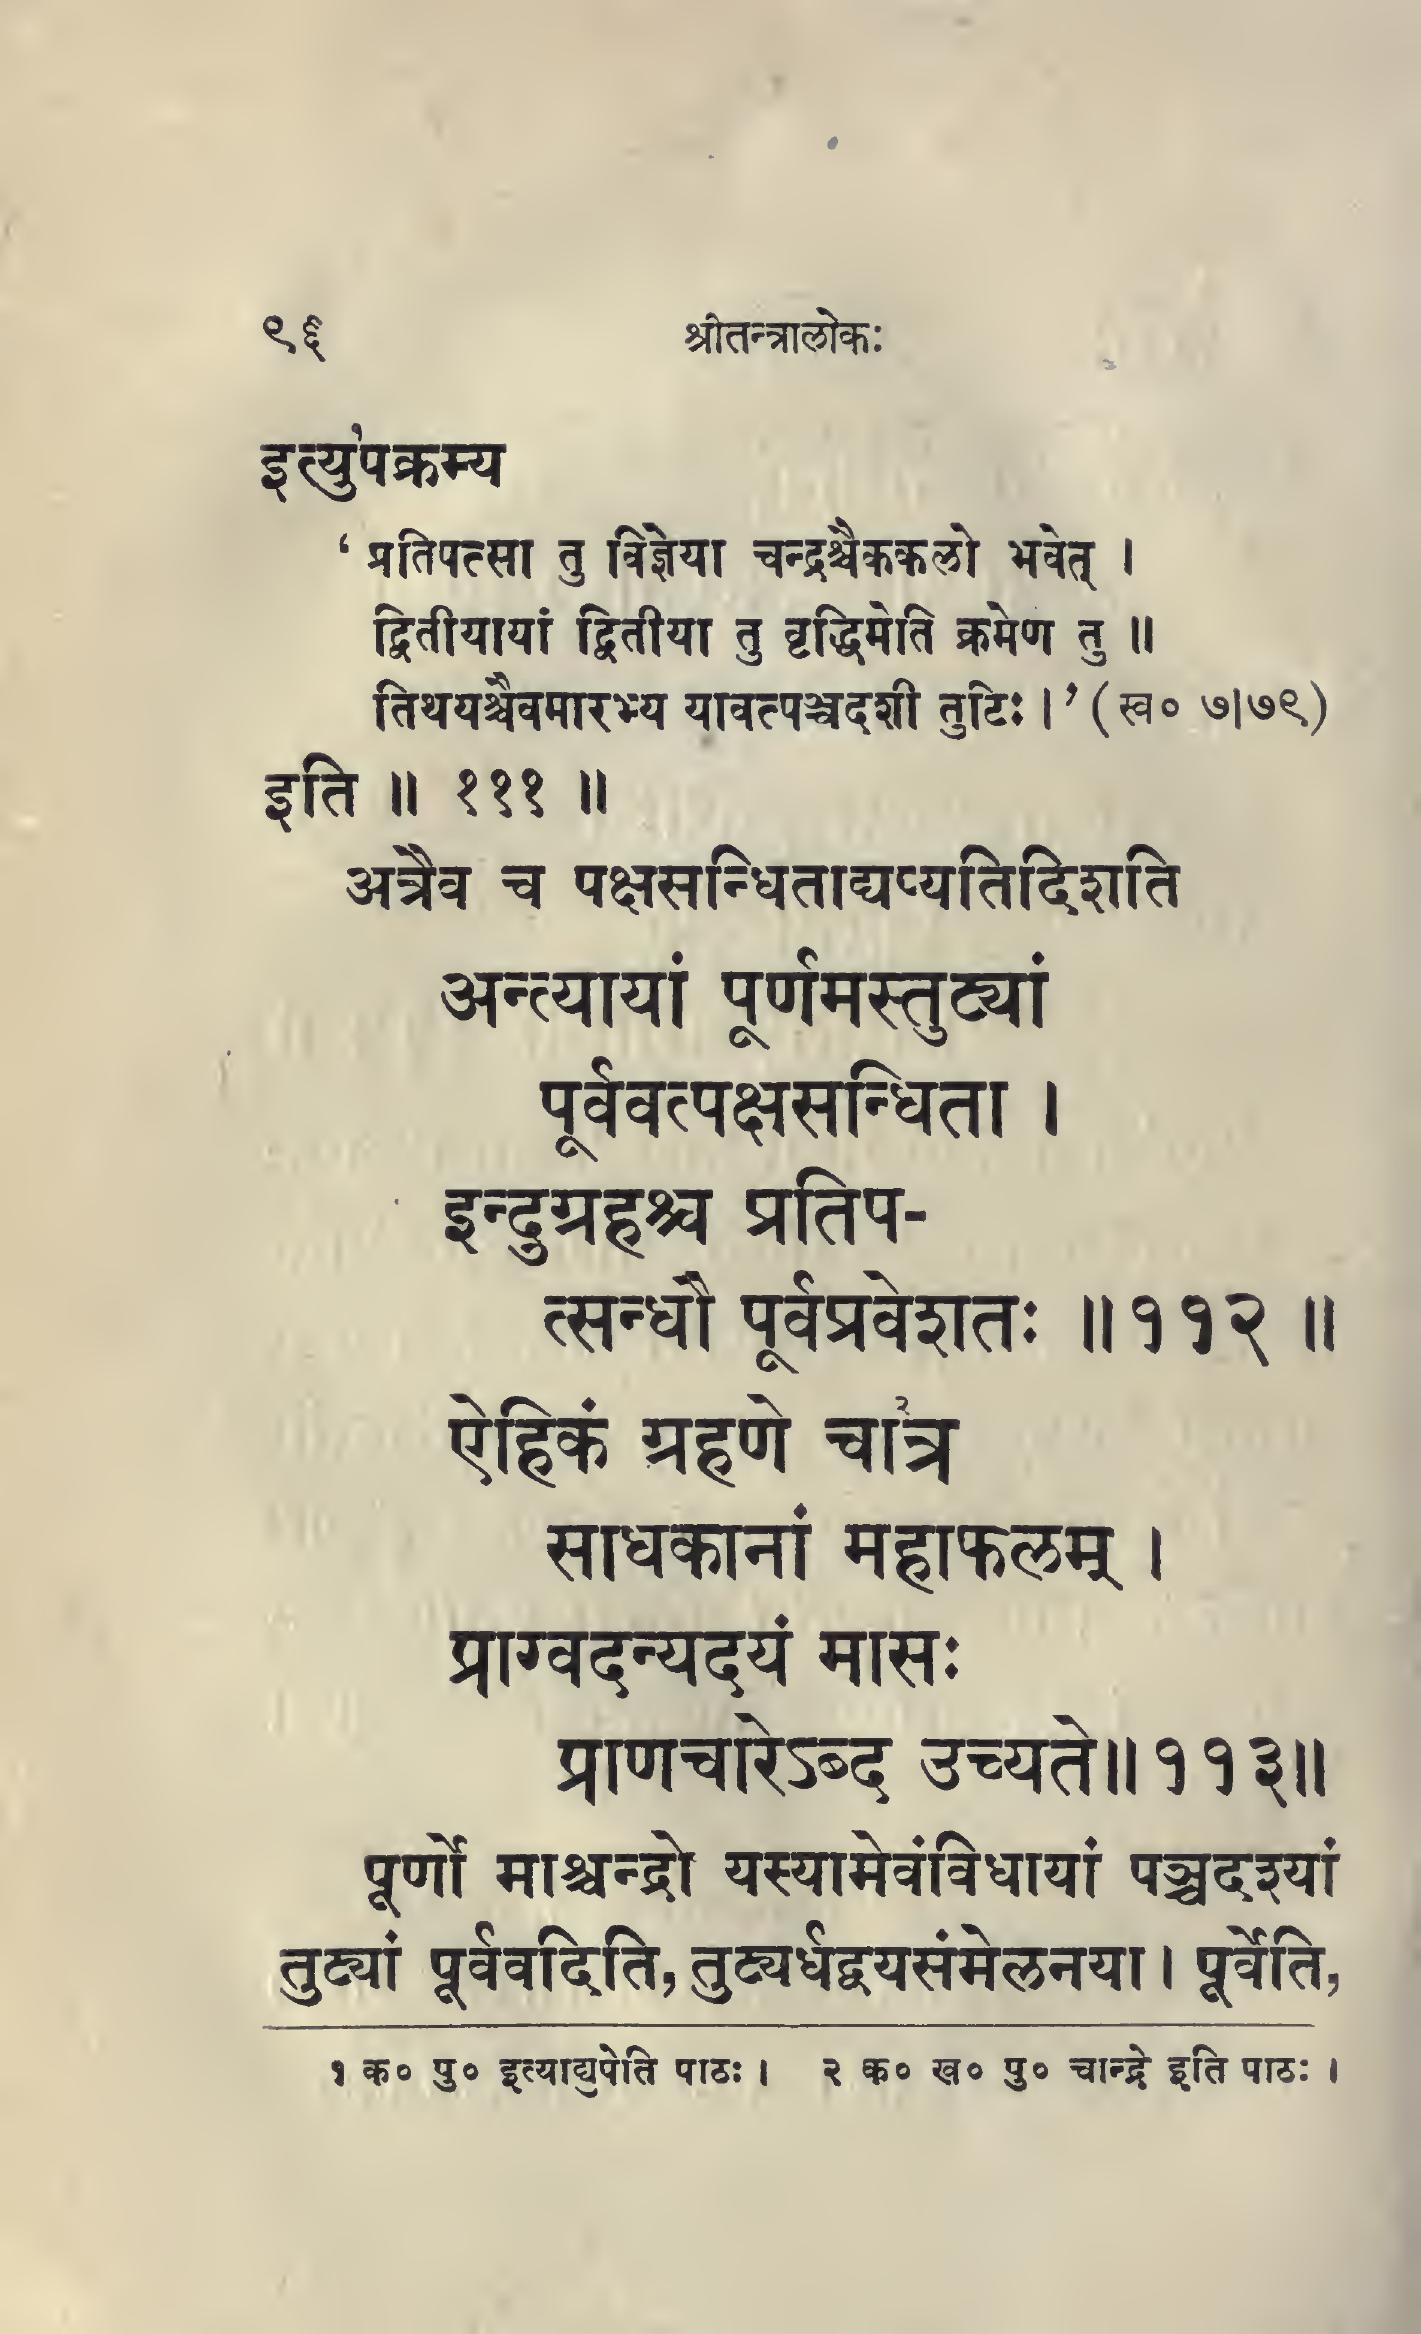 ९६ श्रीतन्त्रालोकः
इत्यु१पक्रम्य
‘प्रतिपत्सा तु विज्ञेया चन्द्रश्चैककलो भवेत् ।
द्वितीयायां द्वितीया तु वृद्धिमेति क्रमेण तु ॥
तिथयश्चैवमारभ्य यावत्पञ्चदशी तुटिः ।’ (स्व० ७।७९)
इति ॥ १११ ॥
अत्रैव च पक्षसन्धिताद्यप्यतिदिशति
अन्त्यायां पूर्णमस्तुट्यां
पूर्ववत्पक्षसन्धिता ।
इन्दुग्रहश्च प्रतिप-
त्सन्धौ पूर्वप्रवेशतः ॥ ११२ ॥
ऐहिकं ग्रहणे चा२त्र
साधकानां महाफलम् ।
प्राग्वदन्यदयं मासः
प्राणचारेऽब्द उच्यते॥ ११३॥
पूर्णो माश्चन्द्रो यस्यामेवंविधायां पञ्चदश्यां
तुट्यां पूर्ववदिति, तुट्यर्धद्वयसंमेलनया । पूर्वेति,
१ क० पु० इत्याद्युपेति पाठः । २ क० ख० पु० चान्द्रे इति पाठः ।